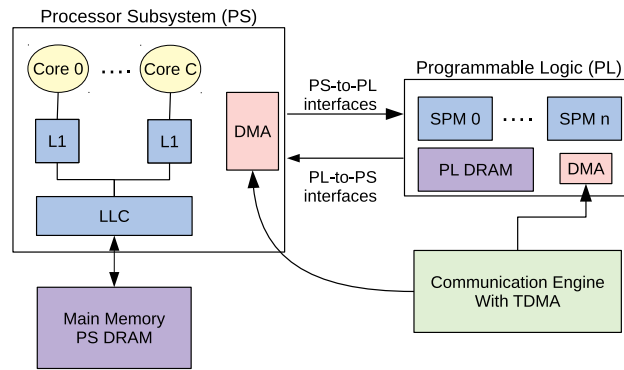 Processor Subsystem (PS)
Core 0
....
Core C
L1
L1
DMA
LLC
Main Memory
PS DRAM
PS-to-PL
interfaces
PL-to-PS
interfaces
Programmable Logic (PL)
SPM 0
....
SPM n
PL DRAM
DMA
Communication Engine
With TDMA